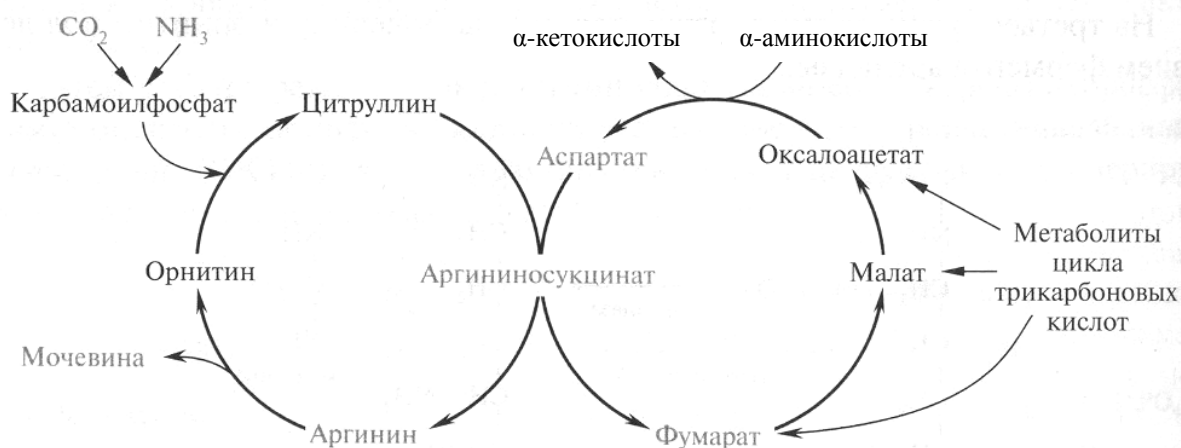 CO2 NH3
α-кетокислоты α-аминокислоты
Карбамоилфосфат Цитруллин
Аспартат Оксалоацетат
Орнитин Аргининосукцинат Малат
Метаболиты
цикла
трикарбоновых
кислот
Мочевина
Аргинин Фумарат